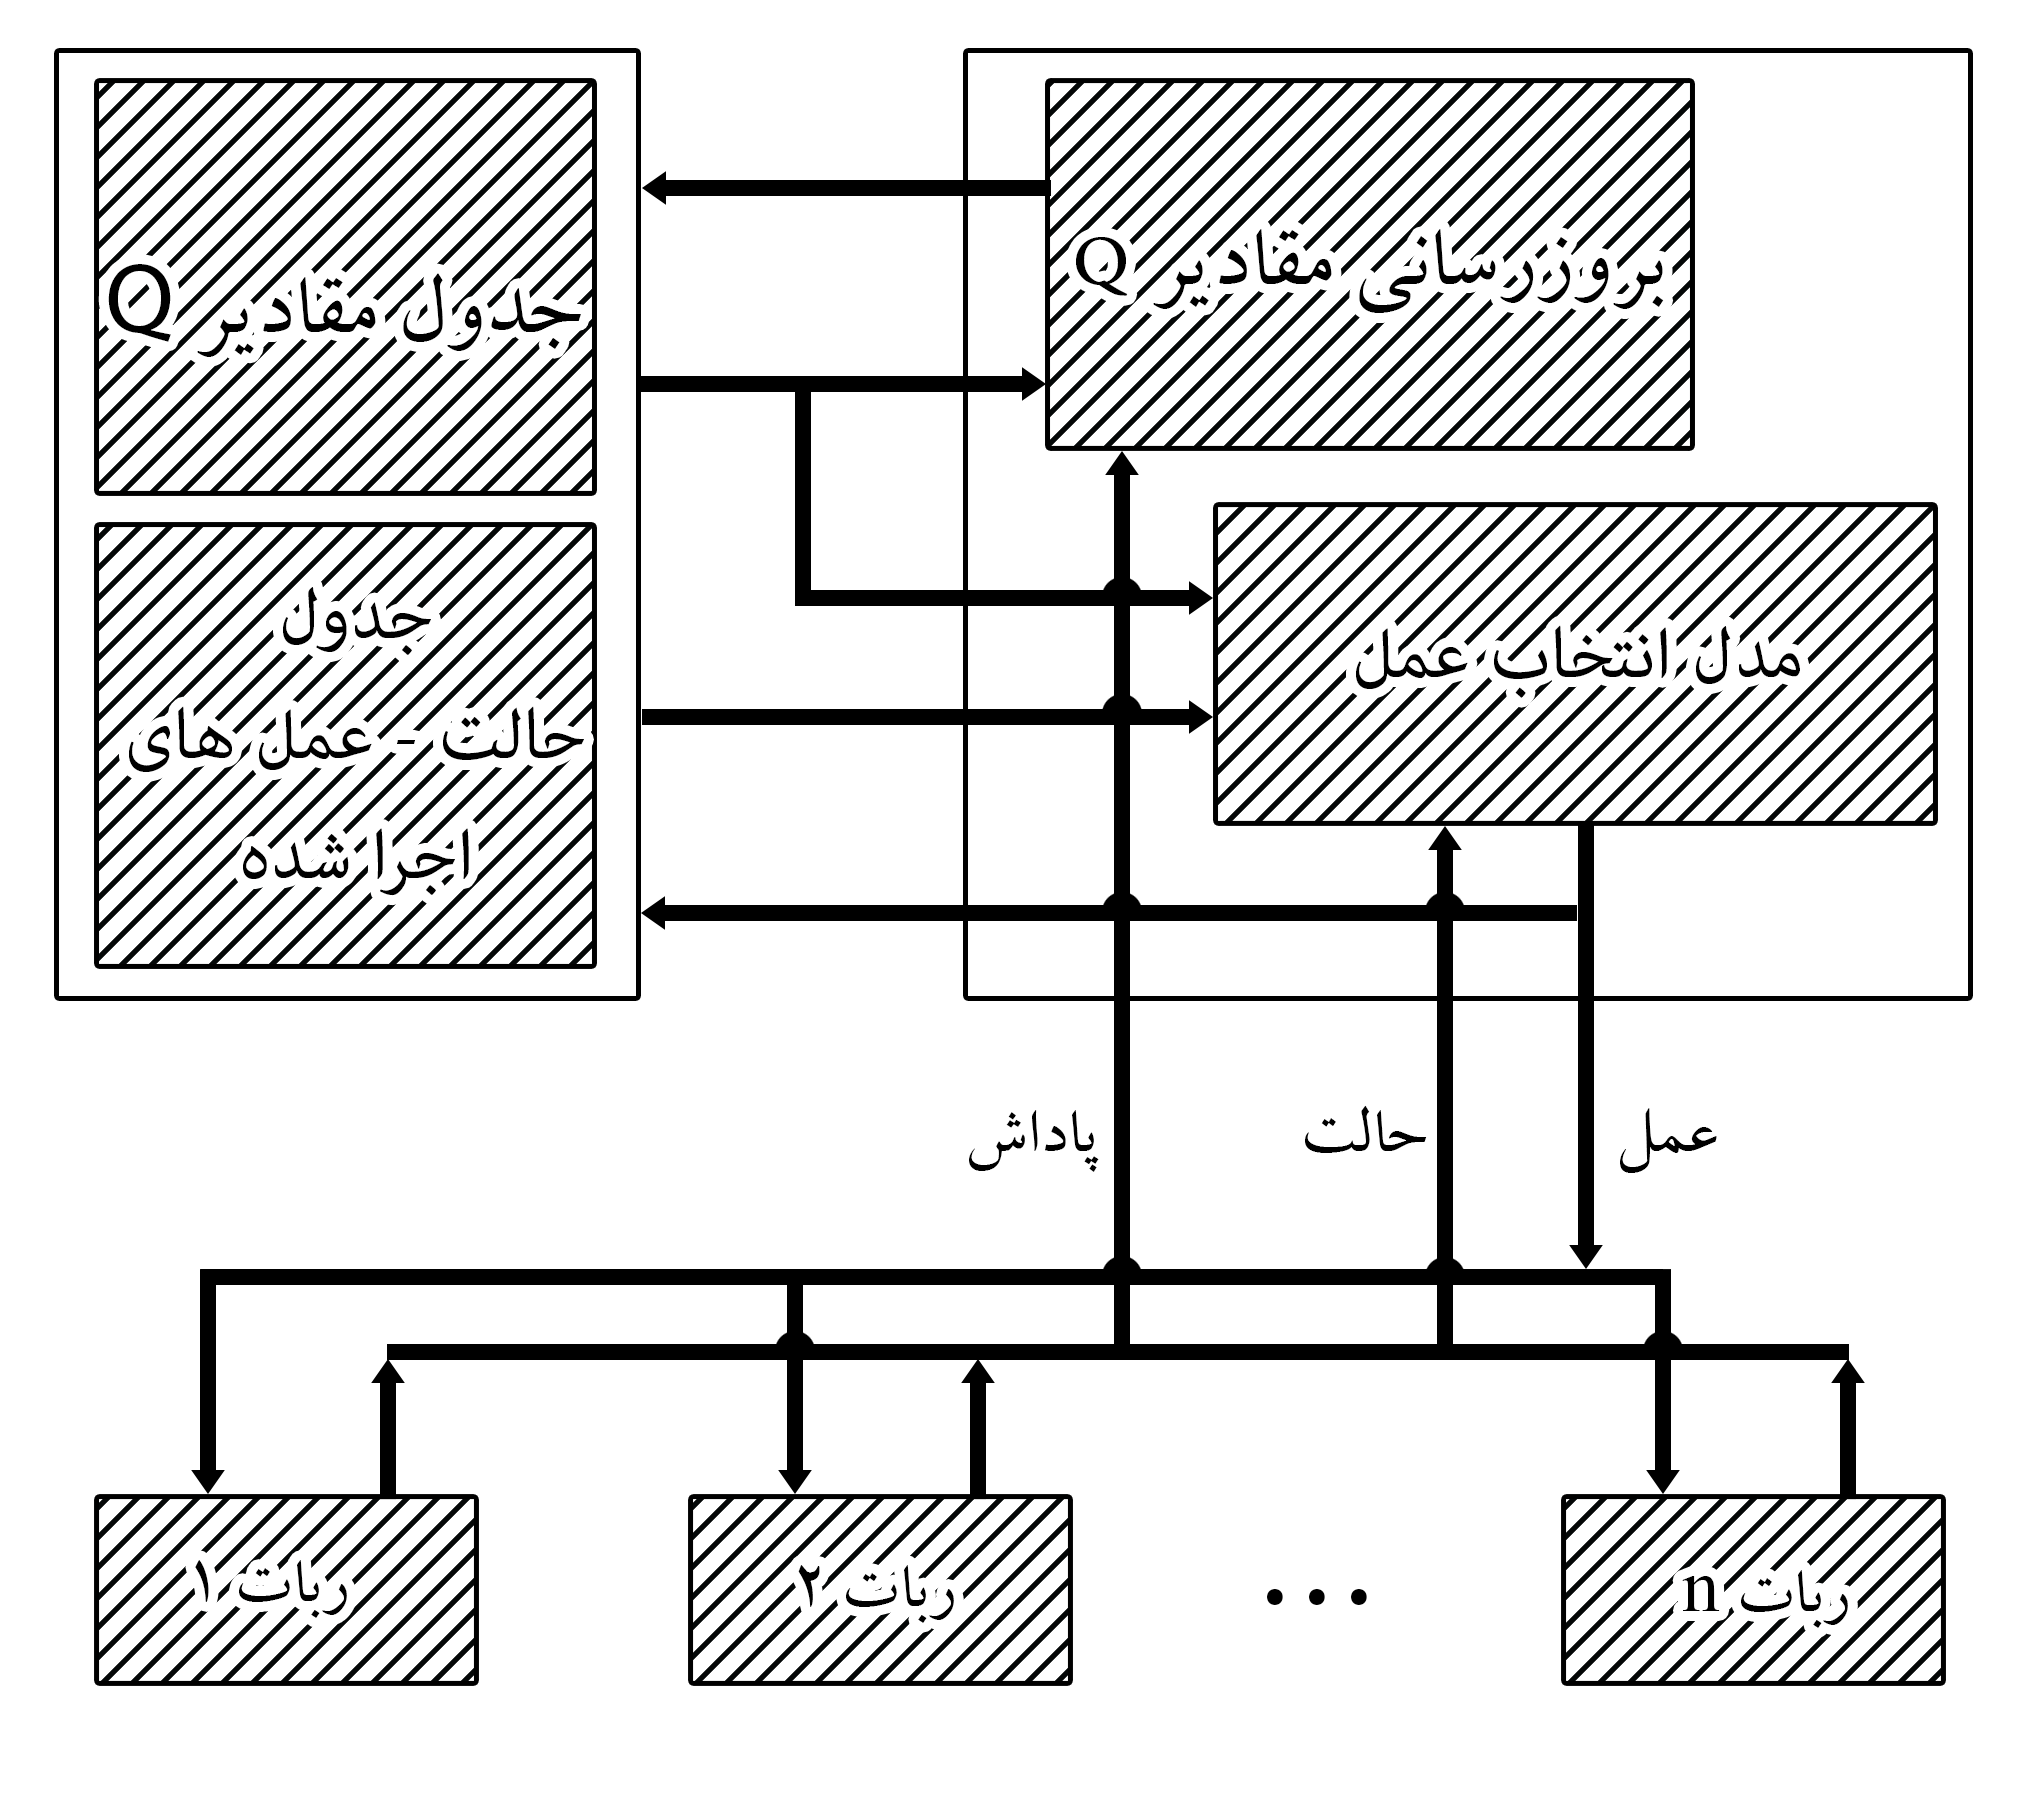 بروزرسانی مقادیر Q
جدول مقادیر Q
مدل انتخاب عمل
جدول
حالت - عمل های
اجرا شده
عمل
حالت
پاداش
ربات ۱
ربات ۲
...
ربات n